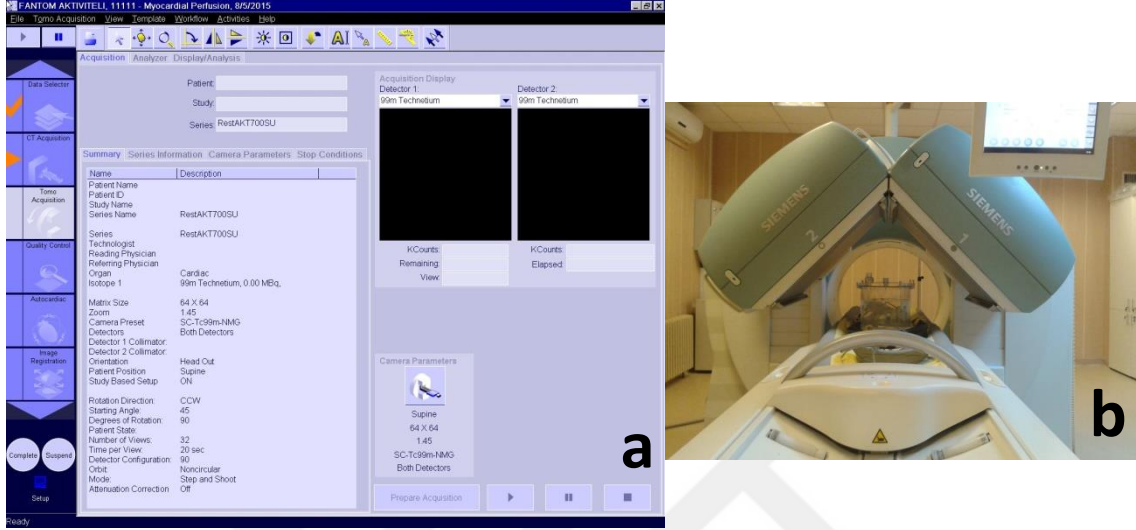 FANTOM AKTIVITELI, 11111 - Myocardial Perfusion, 8/5/2015
File Tomo Acquisition View Template Workflow Activities Help
Acquisition Analyzer Display/Analysis
Data Selector
CT Acquisition
Tomo
Acquisition
Quality Control
Autocardiac
Image
Registration
Complete Suspend
Setup
Ready
Patient:
Study:
Series: RestAKT700SU
Summary Series Information Camera Parameters Stop Conditions
Name Description
Patient Name
Patient ID
Study Name
Series Name RestAKT700SU
Series RestAKT700SU
Technologist
Reading Physician
Referring Physician
Organ Cardiac
Isotope 1 99m Technetium, 0.00 MBq,
Matrix Size 64 X 64
Zoom 1.45
Camera Preset SC-Tc99m-NMG
Detectors Both Detectors
Detector 1 Collimator:
Detector 2 Collimator:
Orientation Head Out
Patient Position Supine
Study Based Setup ON
Rotation Direction: CCW
Starting Angle: 45
Degrees of Rotation: 90
Patient State:
Number of Views: 32
Time per View: 20 sec
Detector Configuration: 90
Orbit: Noncircular
Mode: Step and Shoot
Attenuation Correction Off
Acquisition Display
Detector 1: Detector 2:
99m Technetium 99m Technetium
KCounts: KCounts:
Remaining: Elapsed:
View:
Camera Parameters
Supine
64 X 64
1.45
SC-Tc99m-NMG
Both Detectors
Prepare Acquisition
a
SIEMENS
2
SIEMENS
1
b